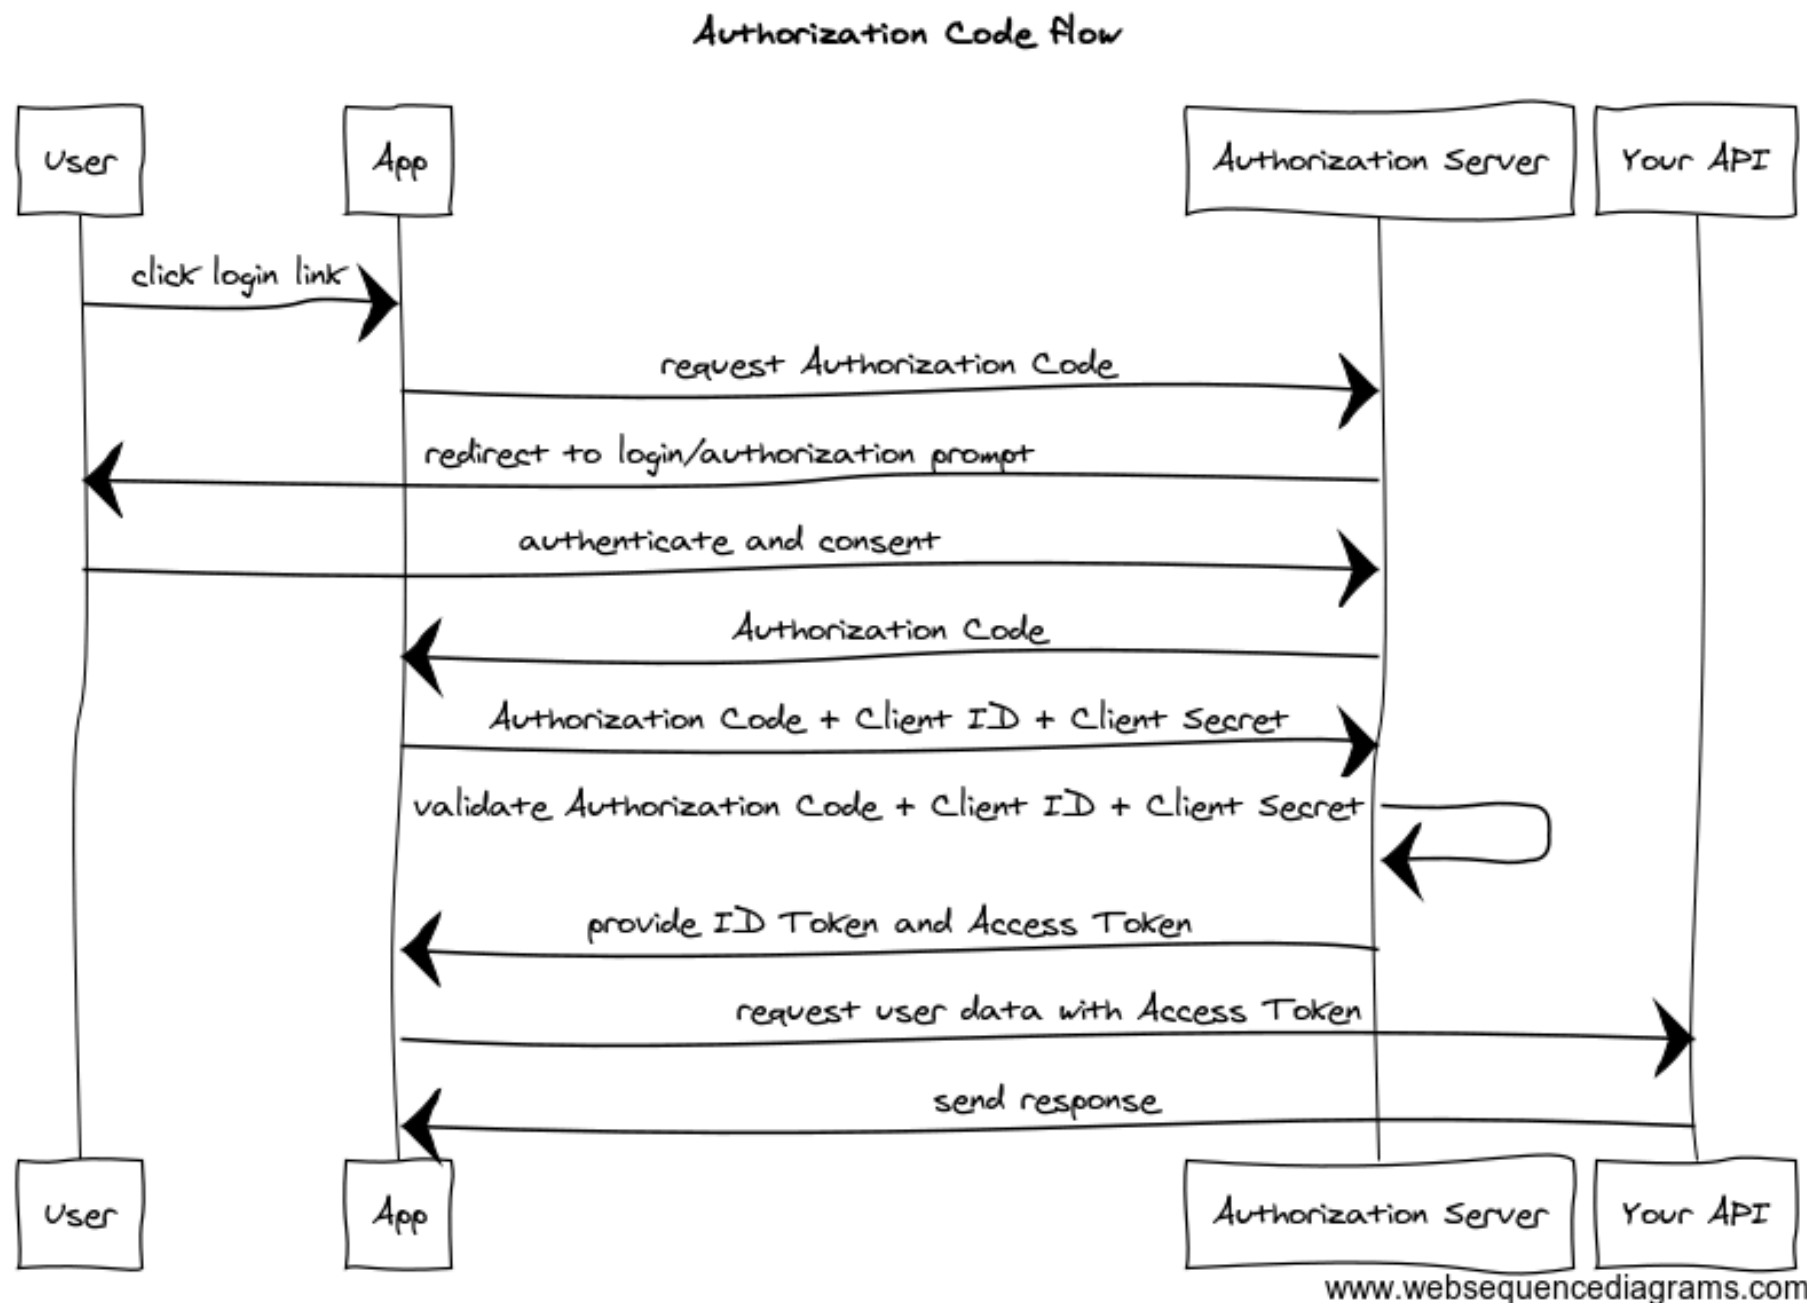 Authorization Code flow
User
App
Authorization Server
Your API
click login link
request Authorization Code
redirect to login/authorization prompt
authenticate and consent
Authorization Code
Authorization Code + Client ID + Client Secret
validate Authorization Code + Client ID + Client Secret
provide ID Token and Access Token
request user data with Access Token
send response
User
App
Authorization Server
Your API
www.websequencediagrams.com